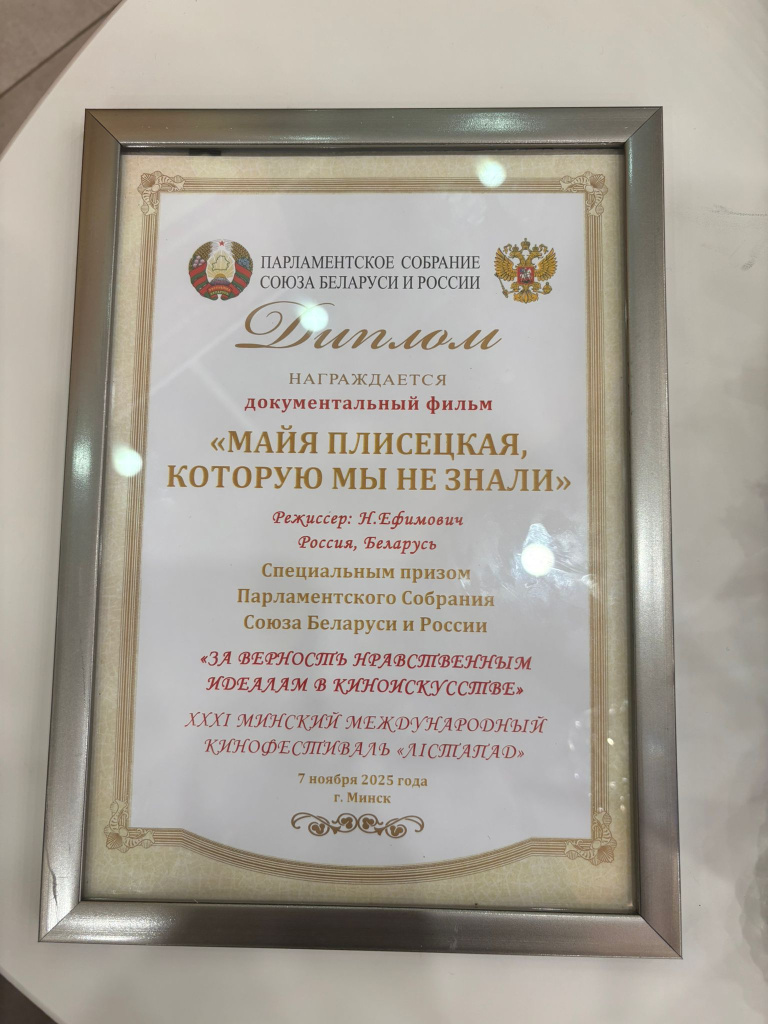 ПАРЛАМЕНТСКОЕ СОБРАНИЕ
СОЮЗА БЕЛАРУСИ И РОССИИ
Диплом
НАГРАЖДАЕТСЯ
документальный фильм
«МАЙЯ ПЛИСЕЦКАЯ,
КОТОРУЮ МЫ НЕ ЗНАЛИ»
Режиссер: Н.Ефимович
Россия, Беларусь
Специальным призом
Парламентского Собрания
Союза Беларуси и России
«ЗА ВЕРНОСТЬ НРАВСТВЕННЫМ
ИДЕАЛАМ В КИНОИСКУССТВЕ»
XXXI МИНСКИЙ МЕЖДУНАРОДНЫЙ
КИНОФЕСТИВАЛЬ «ЛІСТАПАД»
7 ноября 2025 года
г. Минск